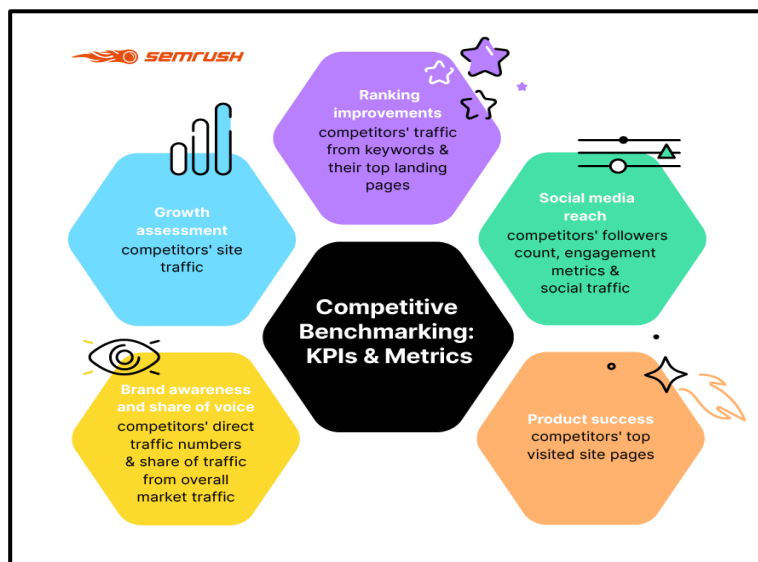 semrush
Ranking
improvements
competitors' traffic
from keywords &
their top landing
pages
Growth
assessment
competitors' site
traffic
Social media
reach
competitors' followers
count, engagement
metrics &
social traffic
Competitive
Benchmarking:
KPIs & Metrics
Brand awareness
and share of voice
competitors' direct
traffic numbers
& share of traffic
from overall
market traffic
Product success
competitors' top
visited site pages